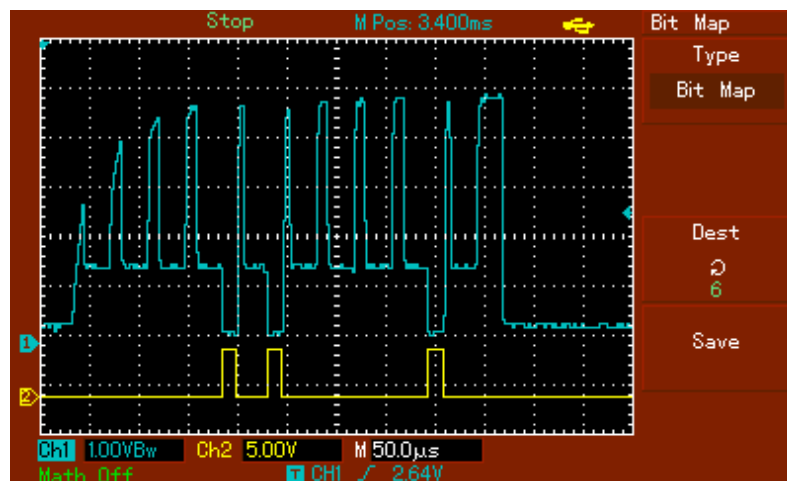 Stop M Pos: 3.400ms Bit Map
Type
Bit Map
Dest
6
1
Save
2
Ch1 1.00VBw Ch2 5.00V M 50.0µs
Math Off T CH1 2.64V